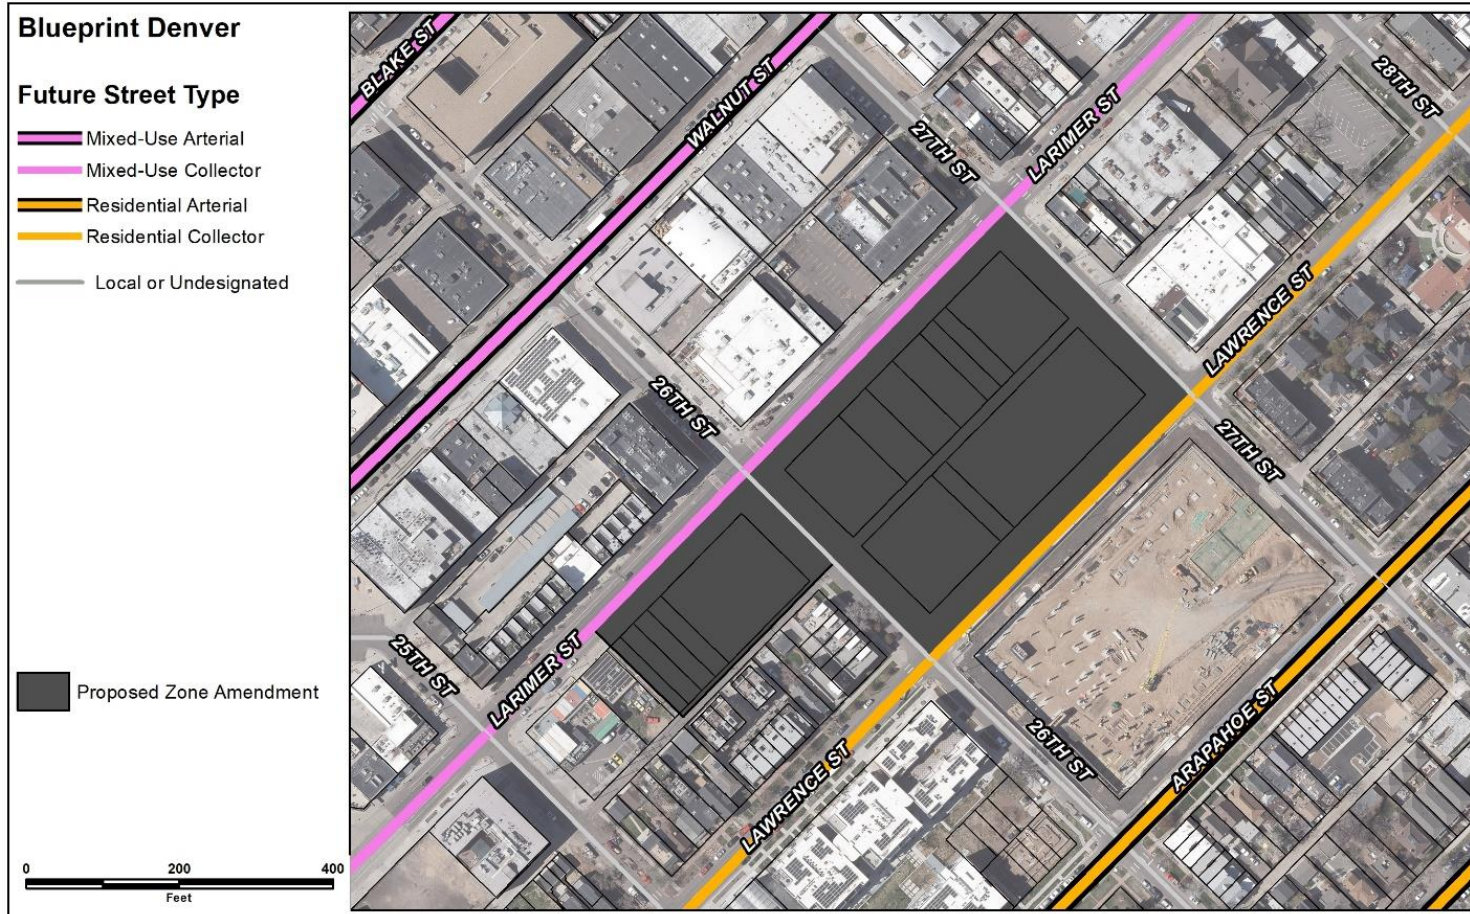 Blueprint Denver
Future Street Type
Mixed-Use Arterial
Mixed-Use Collector
Residential Arterial
Residential Collector
Local or Undesignated
Proposed Zone Amendment
0 200 400
Feet
BLAKE ST
WALNUT ST
27TH ST
LARIMER ST
28TH ST
LAWRENCE ST
26TH ST
27TH ST
25TH ST
LARIMER ST
LAWRENCE ST
26TH ST
ARAPAHOE ST